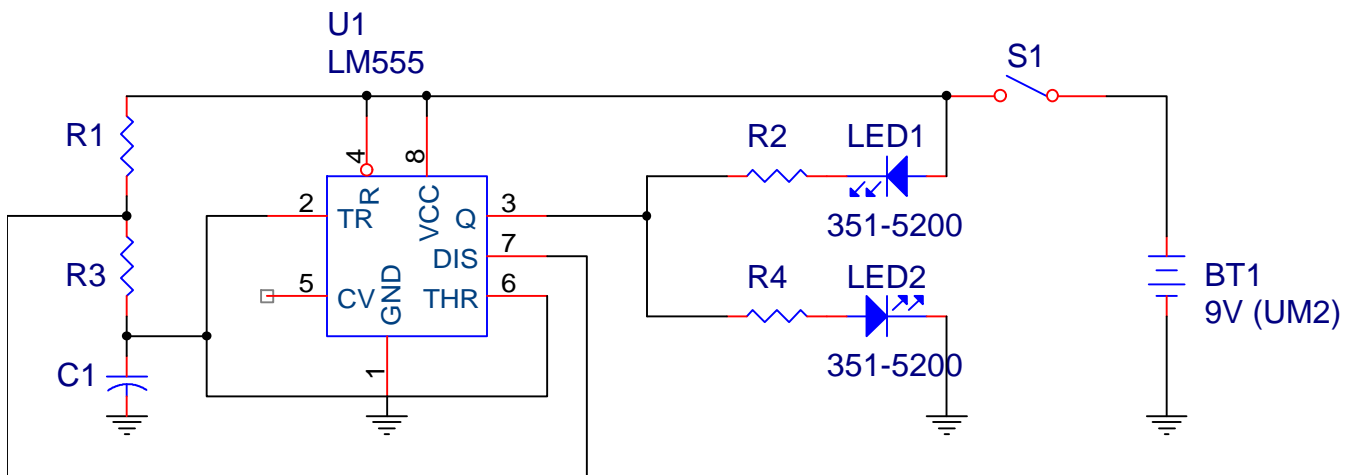 U1
LM555
S1
R1
4
8
R2
LED1
R
VCC
2
TR
Q
3
351-5200
DIS
7
R3
5
CV
GND
THR
6
R4
LED2
BT1
9V (UM2)
351-5200
C1
1